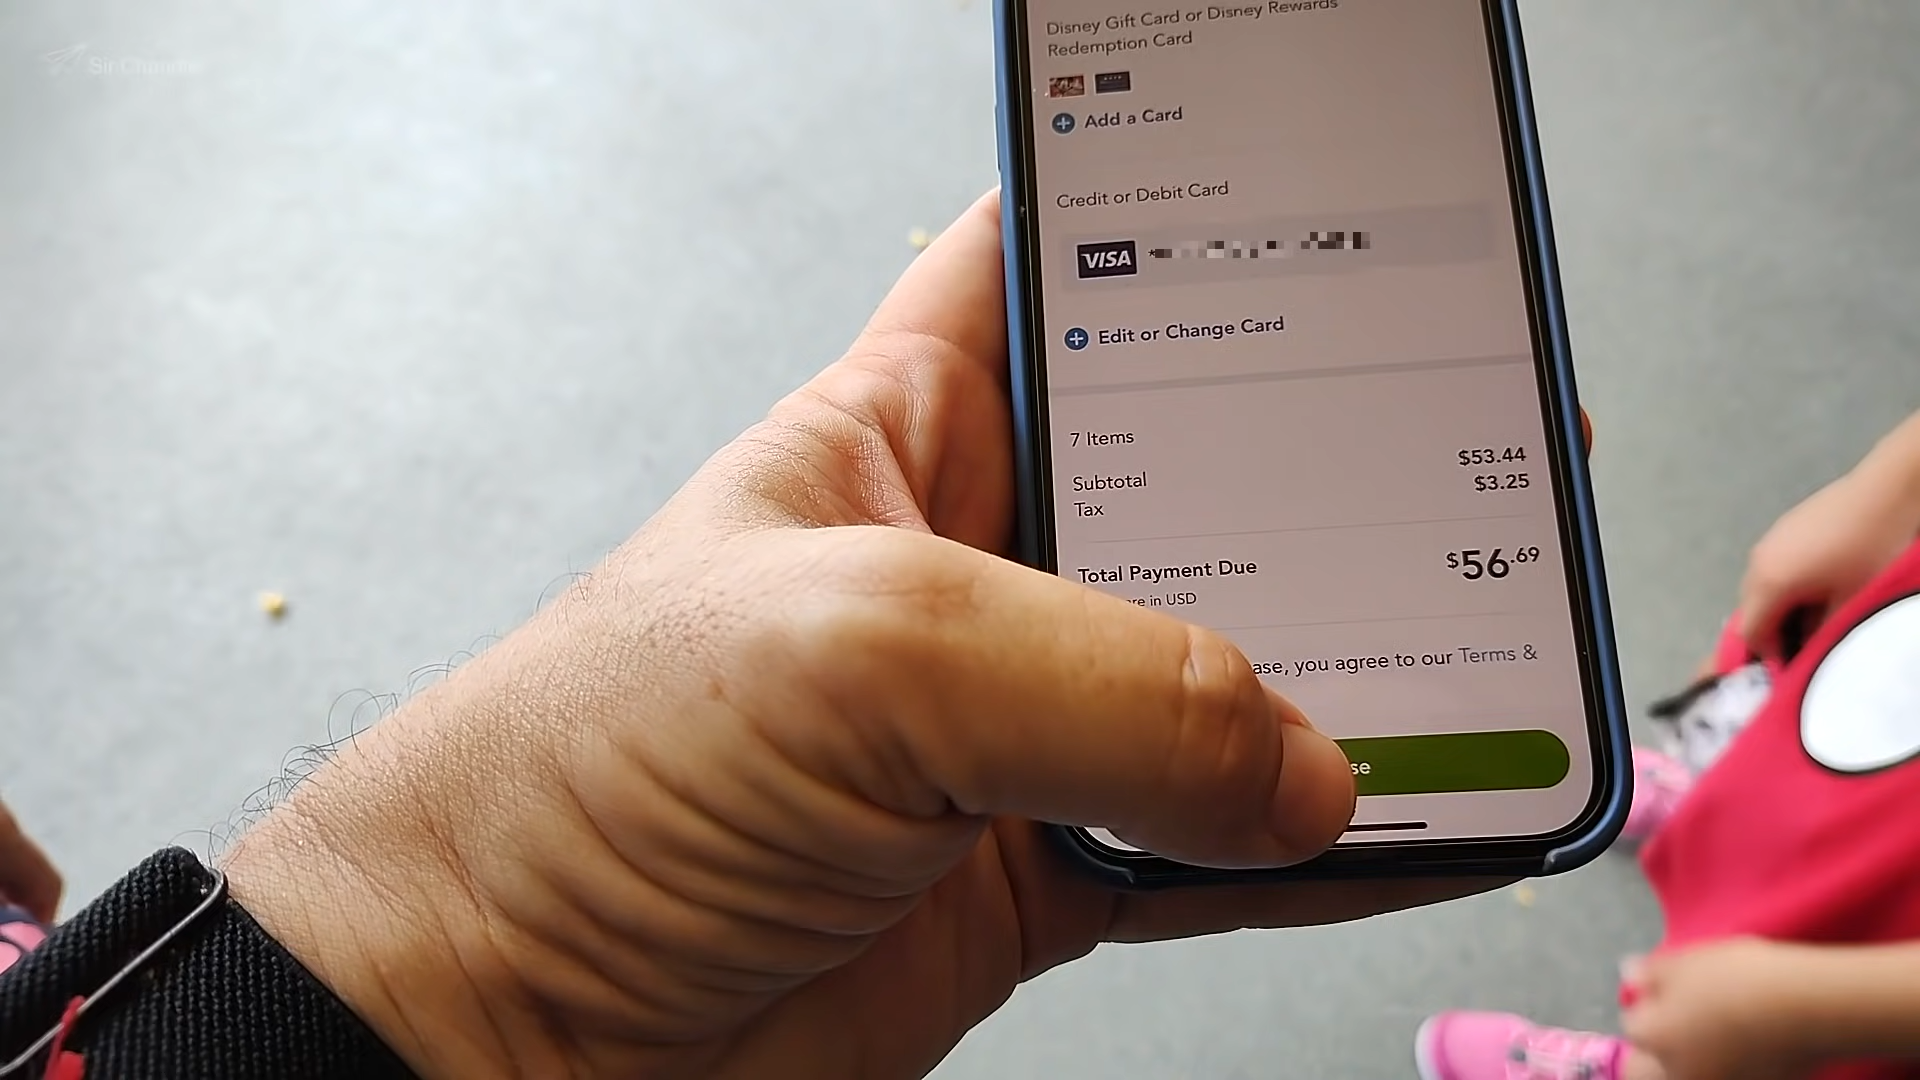 Disney Gift Card or Disney Rewards
Redemption Card
Add a Card
Credit or Debit Card
VISA
Edit or Change Card
7 Items
Subtotal $53.44
Tax $3.25
Total Payment Due $56.69
re in USD
ase, you agree to our Terms &
se